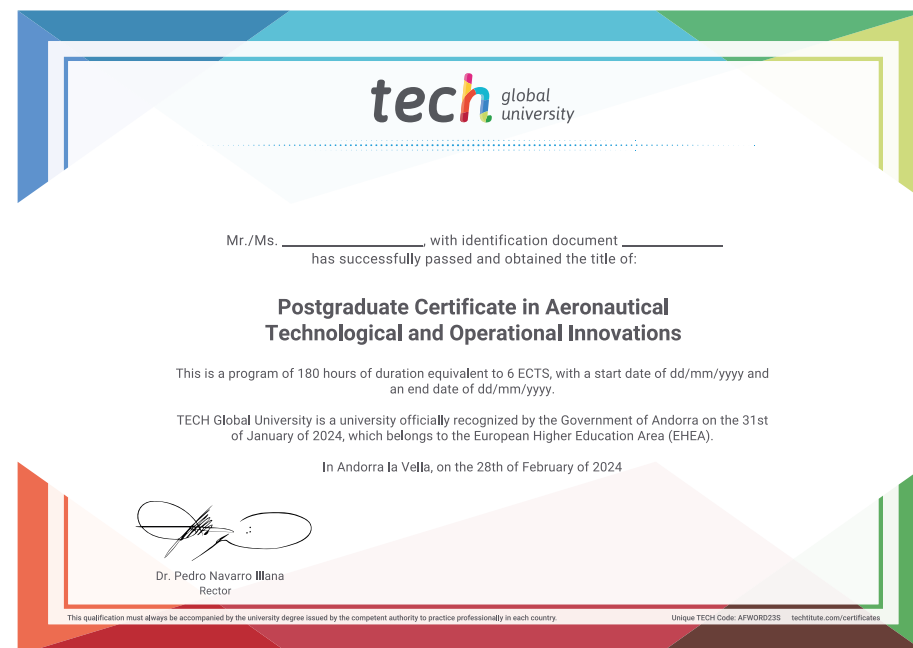 tech global university
Mr./Ms. ____________________, with identification document ______________
has successfully passed and obtained the title of:
Postgraduate Certificate in Aeronautical
Technological and Operational Innovations
This is a program of 180 hours of duration equivalent to 6 ECTS, with a start date of dd/mm/yyyy and
an end date of dd/mm/yyyy.
TECH Global University is a university officially recognized by the Government of Andorra on the 31st
of January of 2024, which belongs to the European Higher Education Area (EHEA).
In Andorra la Vella, on the 28th of February of 2024
Dr. Pedro Navarro Illana
Rector
This qualification must always be accompanied by the university degree issued by the competent authority to practice professionally in each country.
Unique TECH Code: AFWORD23S techtitute.com/certificates